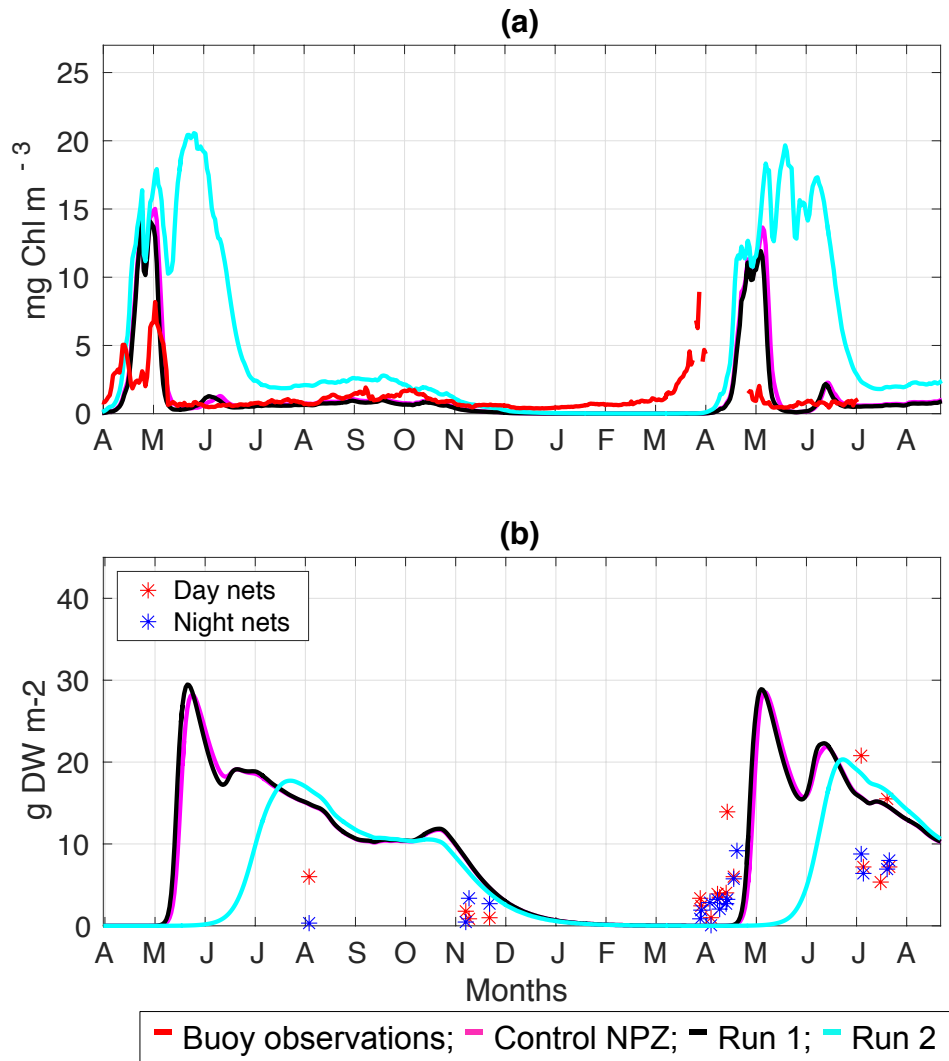 (a)
mg Chl m - 3
25
20
15
10
5
0
A M J J A S O N D J F M A M J J A
(b)
g DW m-2
40
30
20
10
0
Day nets
Night nets
A M J J A S O N D J F M A M J J A
Months
Buoy observations; Control NPZ; Run 1; Run 2